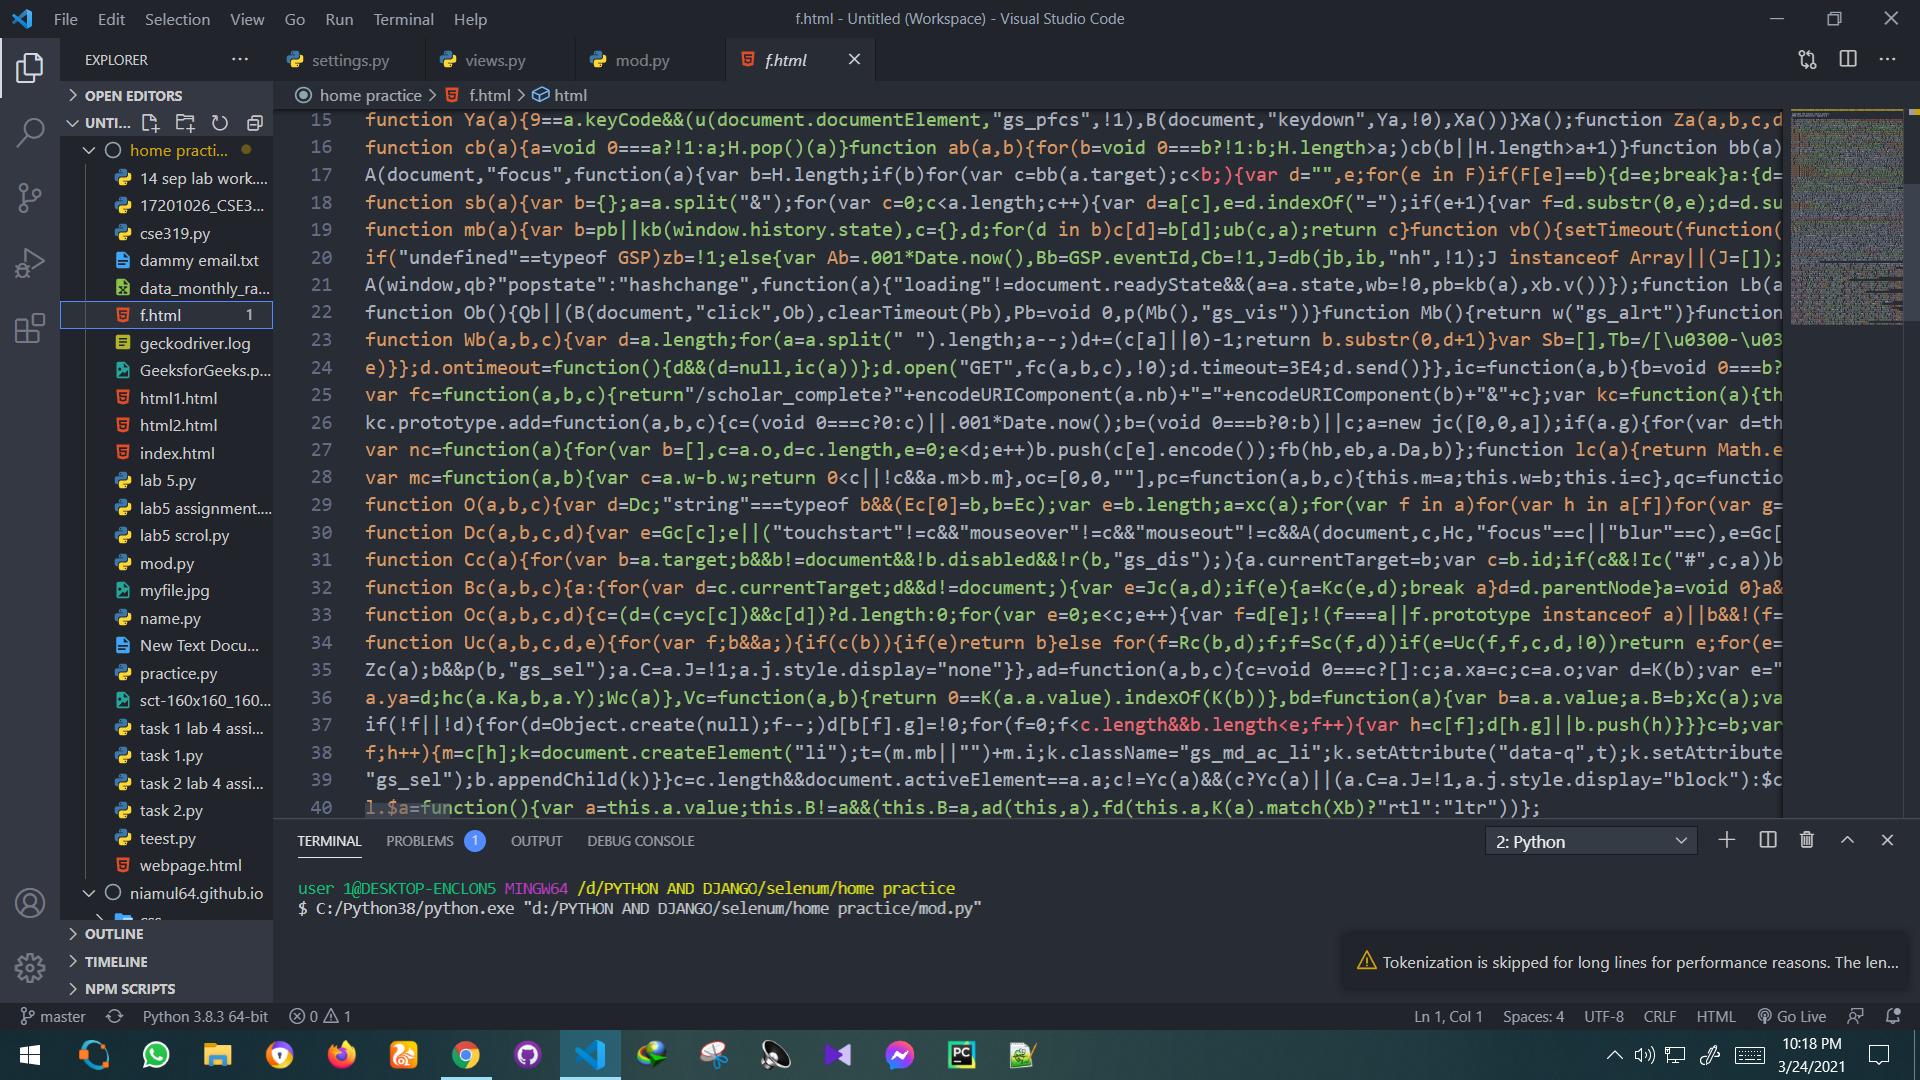 File Edit Selection View Go Run Terminal Help
f.html - Untitled (Workspace) - Visual Studio Code
EXPLORER
settings.py
views.py
mod.py
f.html
OPEN EDITORS
UNTI...
home practice > f.html > html
home practi...
14 sep lab work....
17201026_CSE3...
cse319.py
dammy email.txt
data_monthly_ra...
f.html 1
geckodriver.log
GeeksforGeeks.p...
html1.html
html2.html
index.html
lab 5.py
lab5 assignment....
lab5 scrol.py
mod.py
myfile.jpg
name.py
New Text Docu...
practice.py
sct-160x160_160...
task 1 lab 4 assi...
task 1.py
task 2 lab 4 assi...
task 2.py
teest.py
webpage.html
niamul64.github.io
css
OUTLINE
TIMELINE
NPM SCRIPTS
15 function Ya(a){9==a.keyCode&&(u(document.documentElement,"gs_pfcs",!1),B(document,"keydown",Ya,!0),Xa())}Xa();function Za(a,b,c,d
16 function cb(a){a=void 0===a?!1:a;H.pop()(a)}function ab(a,b){for(b=void 0===b?!1:b;H.length>a;)cb(b||H.length>a+1)}function bb(a)
17 A(document,"focus",function(a){var b=H.length;if(b)for(var c=bb(a.target);c<b;){var d="",e;for(e in F)if(F[e]==b){d=e;break}a:{d=
18 function sb(a){var b={};a=a.split("&");for(var c=0;c<a.length;c++){var d=a[c],e=d.indexOf("=");if(e+1){var f=d.substr(0,e);d=d.su
19 function mb(a){var b=pb||kb(window.history.state),c={},d;for(d in b)c[d]=b[d];ub(c,a);return c}function vb(){setTimeout(function(
20 if("undefined"==typeof GSP)zb=!1;else{var Ab=.001*Date.now(),Bb=GSP.eventId,Cb=!1,J=db(jb,ib,"nh",!1);J instanceof Array||(J=[]);
21 A(window,qb?"popstate":"hashchange",function(a){"loading"!=document.readyState&&(a=a.state,wb=!0,pb=kb(a),xb.v())});function Lb(a
22 function Ob(){Qb||(B(document,"click",Ob),clearTimeout(Pb),Pb=void 0,p(Mb(),"gs_vis"))}function Mb(){return w("gs_alrt")}function
23 function Wb(a,b,c){var d=a.length;for(a=a.split(" ").length;a--;)d+=(c[a]||0)-1;return b.substr(0,d+1)}var Sb=[],Tb=/[\u0300-\u03
24 e)}};d.ontimeout=function(){d&&(d=null,ic(a))};d.open("GET",fc(a,b,c),!0);d.timeout=3E4;d.send()}},ic=function(a,b){b=void 0===b?
25 var fc=function(a,b,c){return"/scholar_complete?"+encodeURIComponent(a.nb)+"="+encodeURIComponent(b)+"&"+c};var kc=function(a){th
26 kc.prototype.add=function(a,b,c){c=(void 0===c?0:c)||.001*Date.now();b=(void 0===b?0:b)||c;a=new jc([0,0,a]);if(a.g){for(var d=th
27 var nc=function(a){for(var b=[],c=a.o,d=c.length,e=0;e<d;e++)b.push(c[e].encode());fb(hb,eb,a.Da,b)};function lc(a){return Math.e
28 var mc=function(a,b){var c=a.w-b.w;return 0<c||!c&&a.m>b.m},oc=[0,0,""],pc=function(a,b,c){this.m=a;this.w=b;this.i=c},qc=functio
29 function O(a,b,c){var d=Dc;"string"===typeof b&&(Ec[0]=b,b=Ec);var e=b.length;a=xc(a);for(var f in a)for(var h in a[f])for(var g=
30 function Dc(a,b,c,d){var e=Gc[c];e||("touchstart"!=c&&"mouseover"!=c&&"mouseout"!=c&&A(document,c,Hc,"focus"==c||"blur"==c),e=Gc[
31 function Cc(a){for(var b=a.target;b&&b!=document&&!b.disabled&&!r(b,"gs_dis");){a.currentTarget=b;var c=b.id;if(c&&!Ic("#",c,a))b
32 function Bc(a,b,c){a:{for(var d=c.currentTarget;d&&d!=document;){var e=Jc(a,d);if(e){a=Kc(e,d);break a}d=d.parentNode}a=void 0}a&
33 function Oc(a,b,c,d){c=(d=(c=yc[c])&&c[d])?d.length:0;for(var e=0;e<c;e++){var f=d[e];!(f===a||f.prototype instanceof a)||b&&!(f=
34 function Uc(a,b,c,d,e){for(var f;b&&a;){if(c(b)){if(e)return b}else for(f=Rc(b,d);f;f=Sc(f,d))if(e=Uc(f,f,c,d,!0))return e;for(e=
35 Zc(a);b&&p(b,"gs_sel");a.C=a.J=!1;a.j.style.display="none"}},ad=function(a,b,c){c=void 0===c?[]:c;a.xa=c;c=a.o;var d=K(b);var e="
36 a.ya=d;hc(a.Ka,b,a.Y);Wc(a)},Vc=function(a,b){return 0==K(a.a.value).indexOf(K(b))},bd=function(a){var b=a.a.value;a.B=b;Xc(a);va
37 if(!f||!d){for(d=Object.create(null);f--;)d[b[f].g]=!0;for(f=0;f<c.length&&b.length<e;f++){var h=c[f];d[h.g]||b.push(h)}}}c=b;var
38 f;h++){m=c[h];k=document.createElement("li");t=(m.mb||"")+m.i;k.className="gs_md_ac_li";k.setAttribute("data-q",t);k.setAttribute
39 "gs_sel");b.appendChild(k)}}c=c.length&&document.activeElement==a.a;c!=Yc(a)&&(c?Yc(a)||(a.C=a.J=!1,a.j.style.display="block"):$c
40 l.$a=function(){var a=this.a.value;this.B!=a&&(this.B=a,ad(this,a),fd(this.a,K(a).match(Xb)?"rtl":"ltr"))};
TERMINAL PROBLEMS 1 OUTPUT DEBUG CONSOLE
2: Python
user 1@DESKTOP-ENCLON5 MINGW64 /d/PYTHON AND DJANGO/selenum/home practice
$ C:/Python38/python.exe "d:/PYTHON AND DJANGO/selenum/home practice/mod.py"
Tokenization is skipped for long lines for performance reasons. The len...
master Python 3.8.3 64-bit 0 1
Ln 1, Col 1 Spaces: 4 UTF-8 CRLF HTML Go Live
PC
10:18 PM
3/24/2021